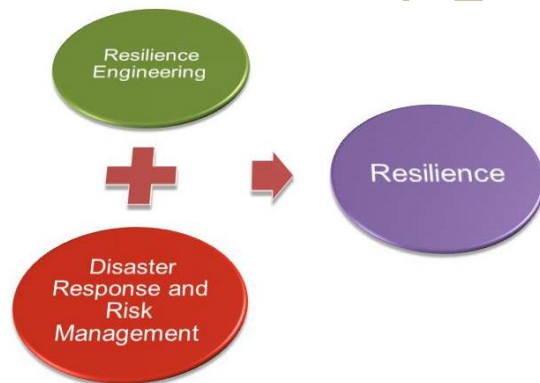 Resilience
Engineering
Resilience
Disaster
Response and
Risk
Management